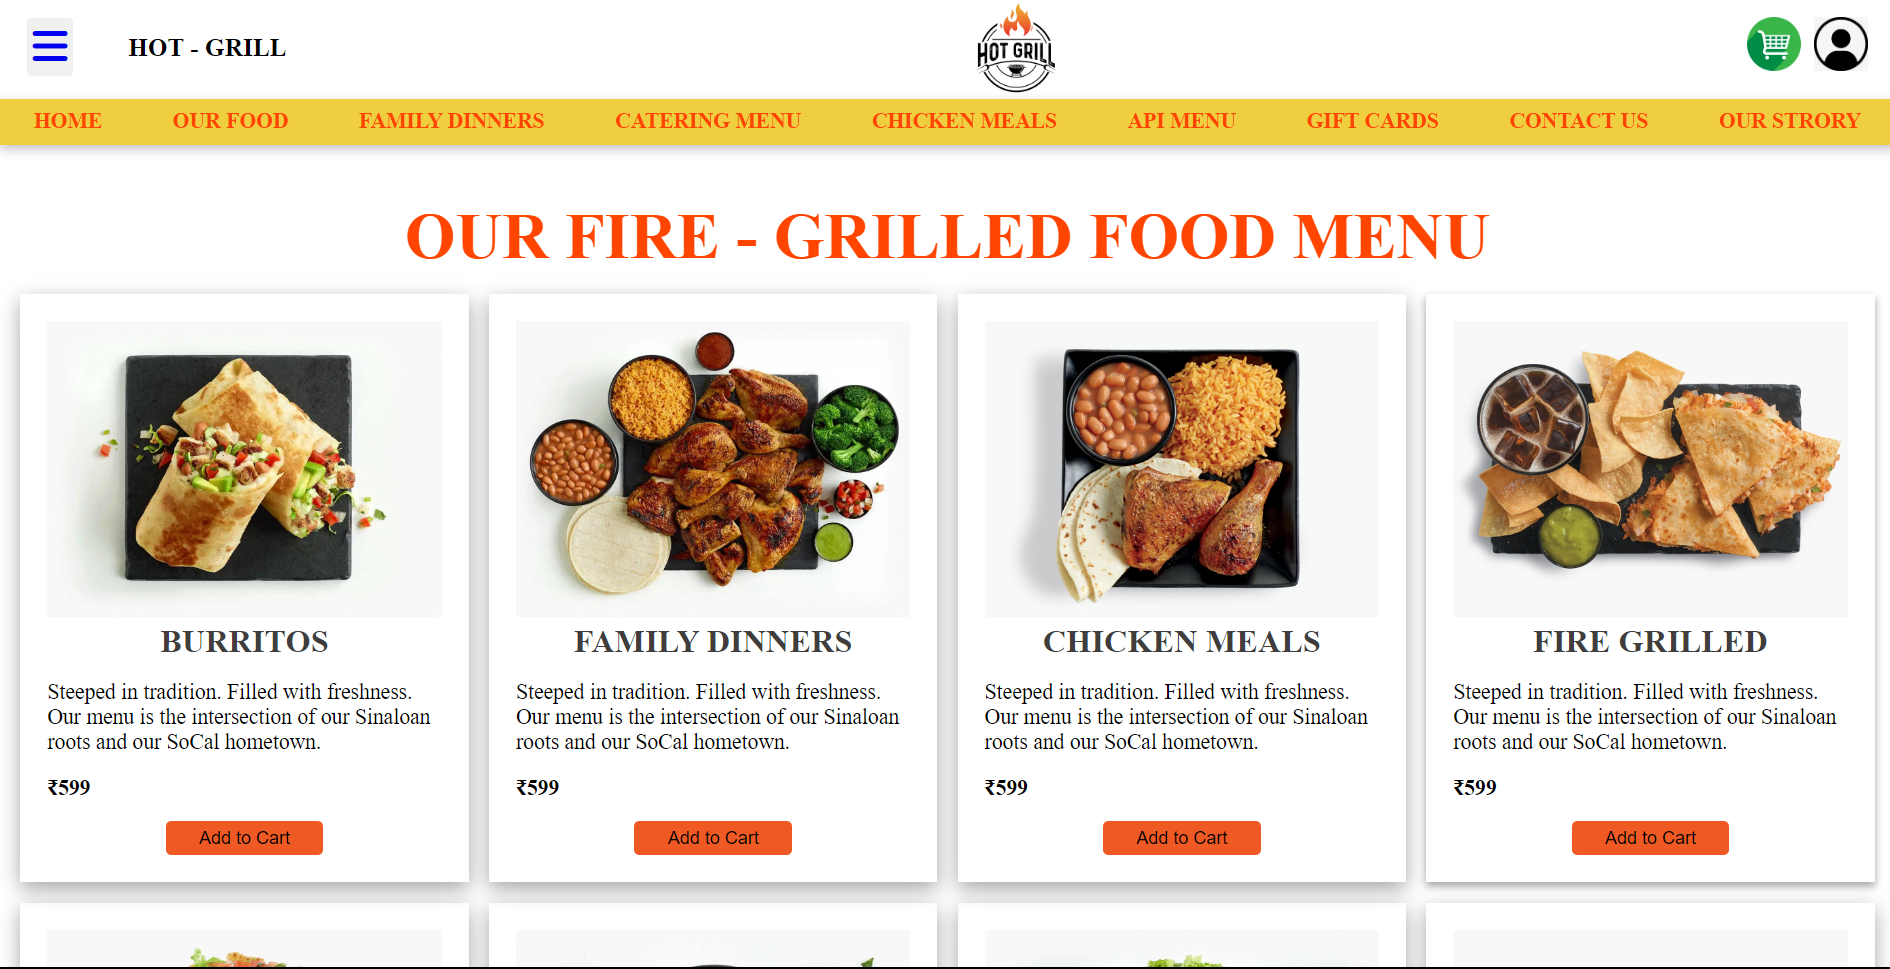 HOT - GRILL
HOT GRILL
HOME OUR FOOD FAMILY DINNERS CATERING MENU CHICKEN MEALS API MENU GIFT CARDS CONTACT US OUR STRORY
OUR FIRE - GRILLED FOOD MENU
BURRITOS
Steeped in tradition. Filled with freshness.
Our menu is the intersection of our Sinaloan
roots and our SoCal hometown.
₹599
Add to Cart
FAMILY DINNERS
Steeped in tradition. Filled with freshness.
Our menu is the intersection of our Sinaloan
roots and our SoCal hometown.
₹599
Add to Cart
CHICKEN MEALS
Steeped in tradition. Filled with freshness.
Our menu is the intersection of our Sinaloan
roots and our SoCal hometown.
₹599
Add to Cart
FIRE GRILLED
Steeped in tradition. Filled with freshness.
Our menu is the intersection of our Sinaloan
roots and our SoCal hometown.
₹599
Add to Cart